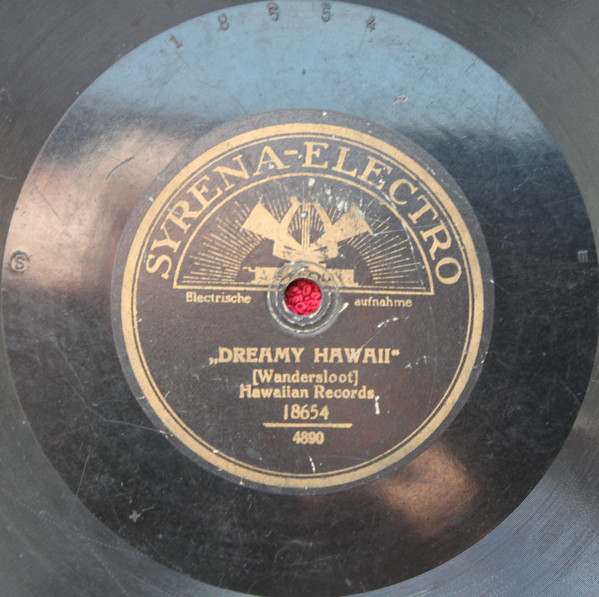 18654
SYRENA-ELECTRO
Electrische aufnahme
„DREAMY HAWAII“
[Wandersloot]
Hawaiian Records,
18654
4890